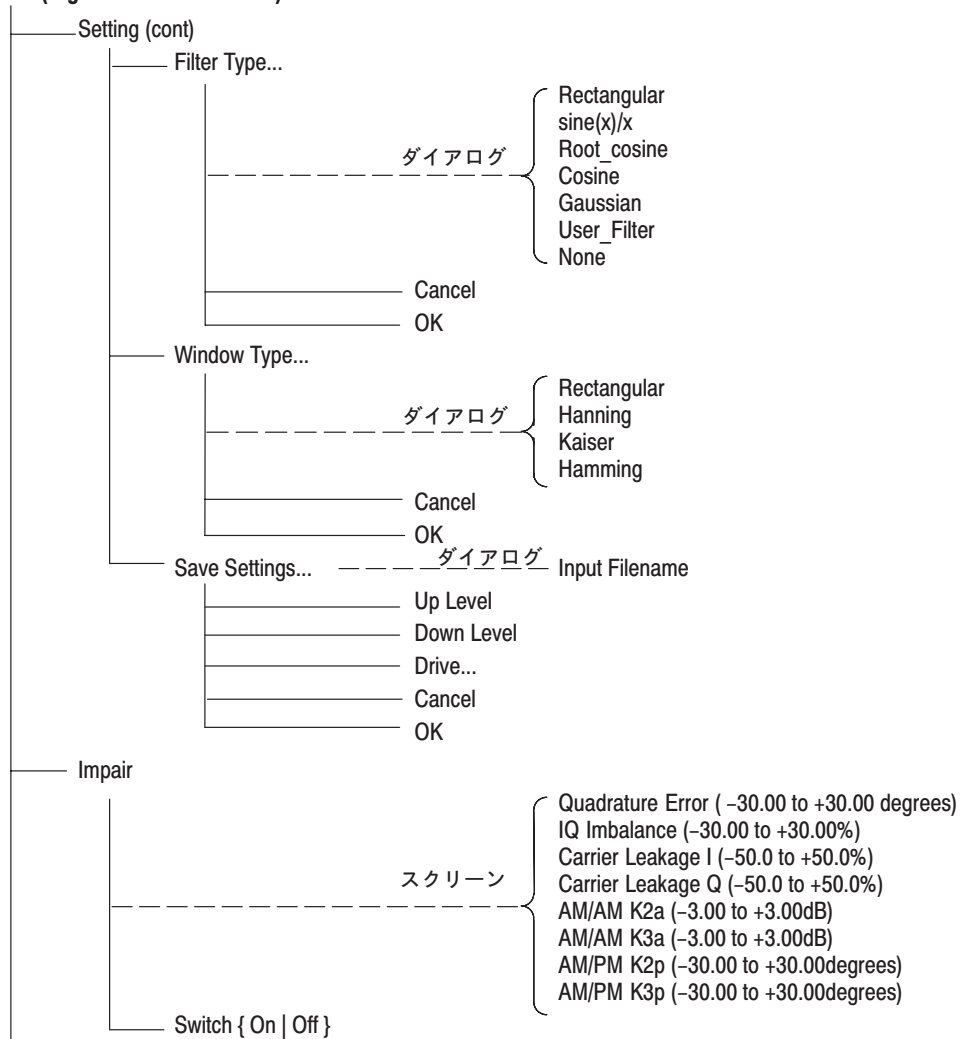 Setting (cont)
Filter Type...
Rectangular
sine(x)/x
Root_cosine
ダイアログ
Cosine
Gaussian
User_Filter
None
Cancel
OK
Window Type...
Rectangular
ダイアログ
Hanning
Kaiser
Hamming
Cancel
OK
Save Settings...
ダイアログ
Input Filename
Up Level
Down Level
Drive...
Cancel
OK
Impair
Quadrature Error ( –30.00 to +30.00 degrees)
IQ Imbalance (–30.00 to +30.00%)
Carrier Leakage I (–50.0 to +50.0%)
スクリーン
Carrier Leakage Q (–50.0 to +50.0%)
AM/AM K2a (–3.00 to +3.00dB)
AM/AM K3a (–3.00 to +3.00dB)
AM/PM K2p (–30.00 to +30.00degrees)
AM/PM K3p (–30.00 to +30.00degrees)
Switch { On | Off }